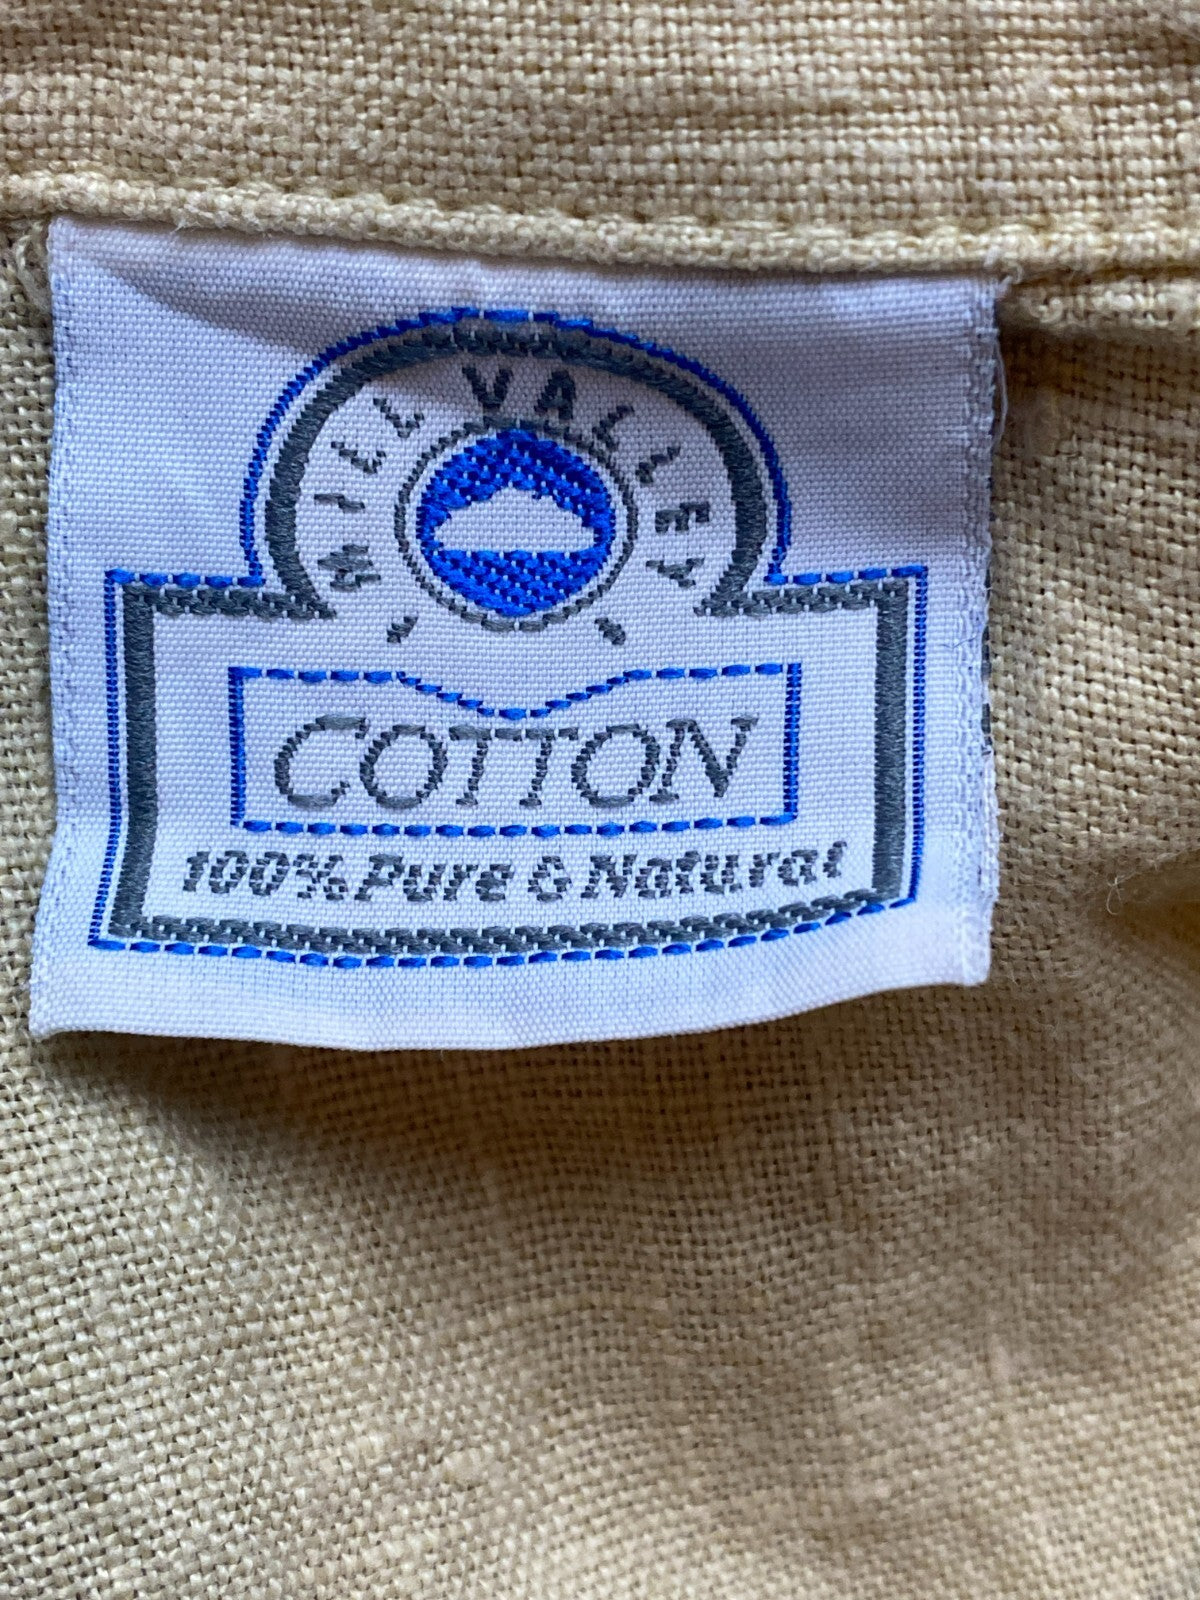 MILL VALLEY
COTTON
100% Pure & Natural